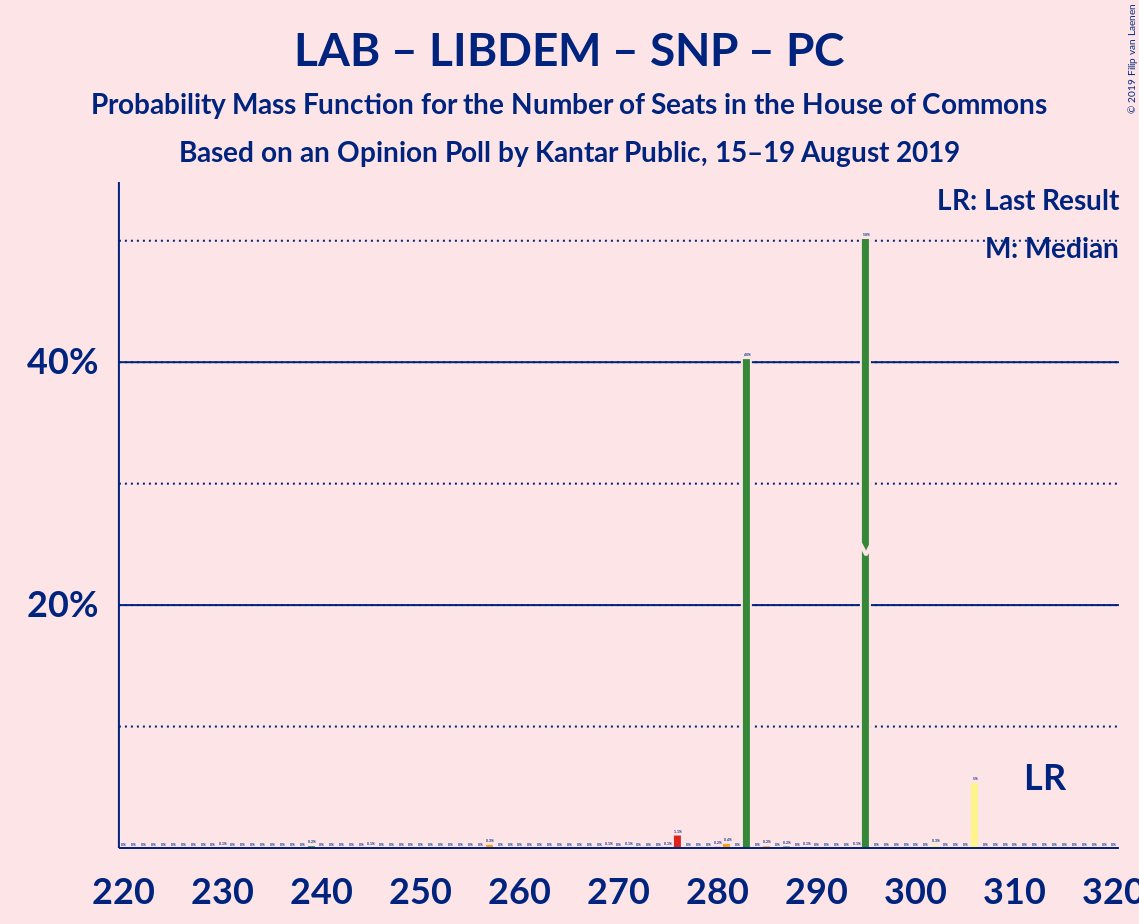 LAB – LIBDEM – SNP – PC
Probability Mass Function for the Number of Seats in the House of Commons
Based on an Opinion Poll by Kantar Public, 15–19 August 2019
© 2019 Filip van Laenen
LR: Last Result
M: Median
40%
20%
LR
220 230 240 250 260 270 280 290 300 310 320